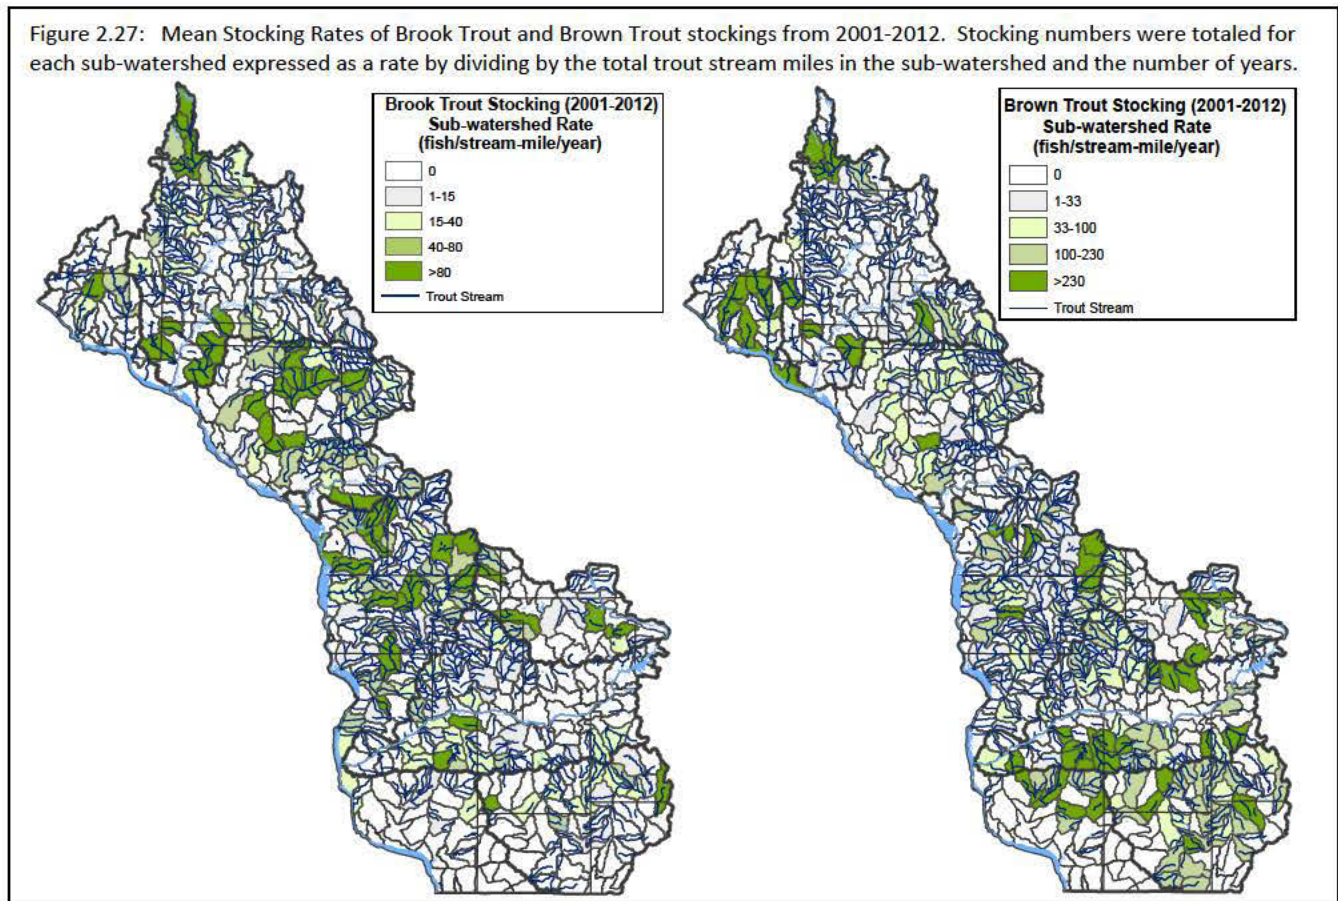 Figure 2.27: Mean Stocking Rates of Brook Trout and Brown Trout stockings from 2001-2012. Stocking numbers were totaled for
each sub-watershed expressed as a rate by dividing by the total trout stream miles in the sub-watershed and the number of years.
Brook Trout Stocking (2001-2012)
Sub-watershed Rate
(fish/stream-mile/year)
0
1-15
15-40
40-80
>80
Trout Stream
Brown Trout Stocking (2001-2012)
Sub-watershed Rate
(fish/stream-mile/year)
0
1-33
33-100
100-230
>230
Trout Stream